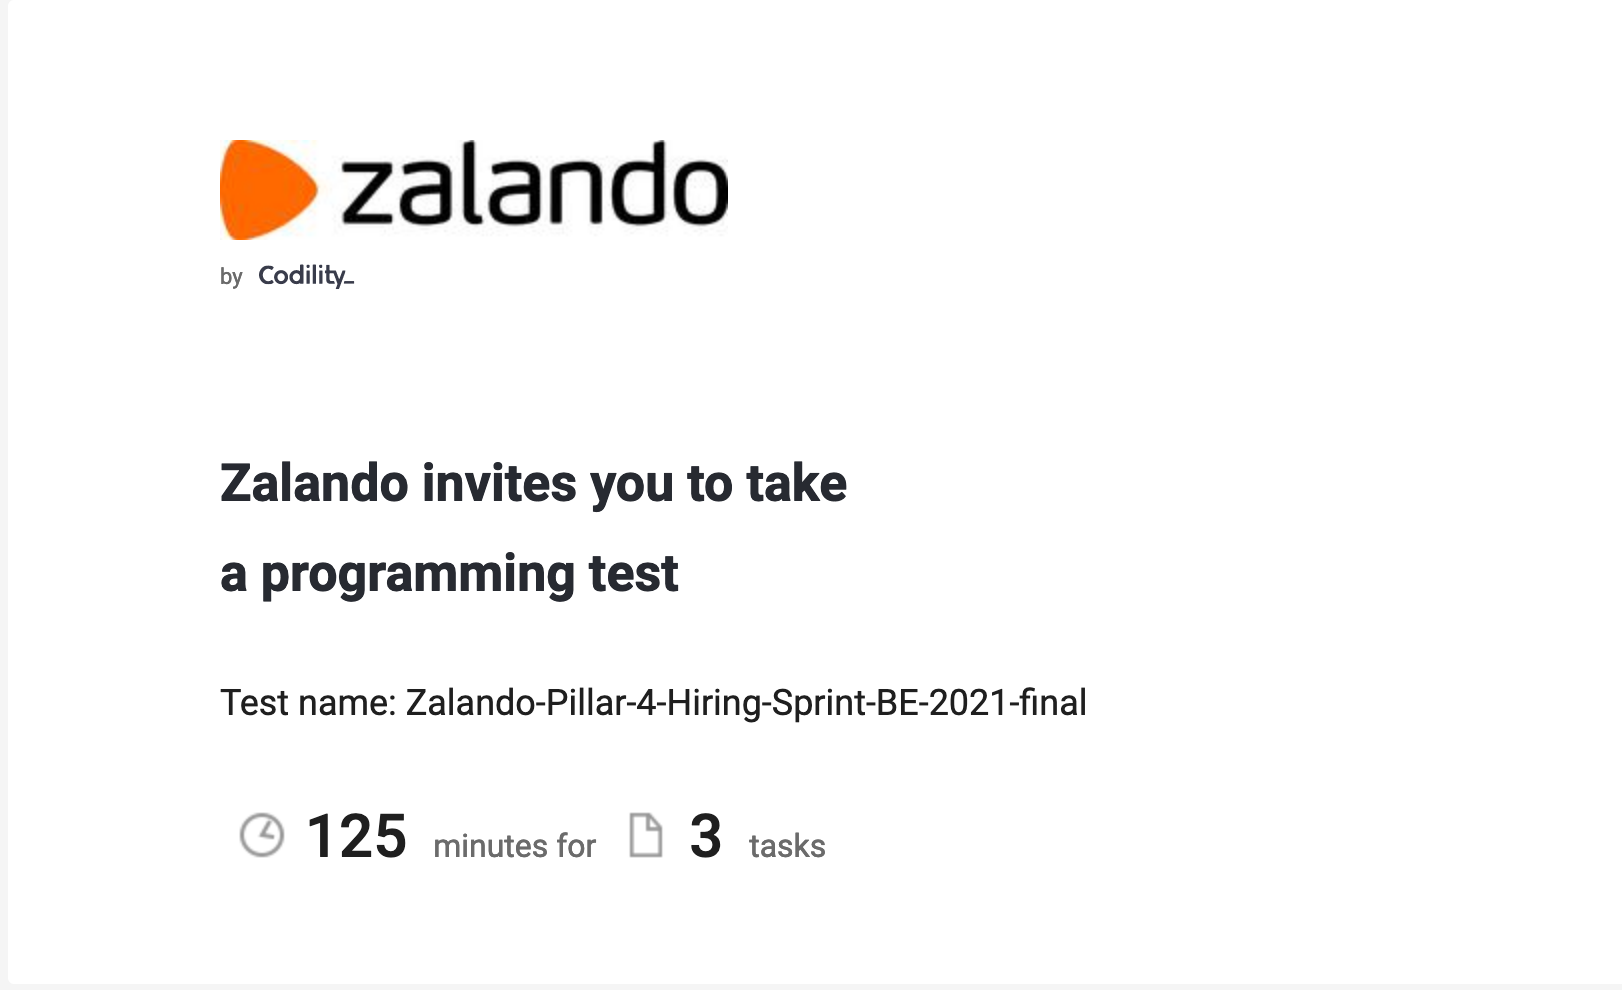 zalando
by Codility_
Zalando invites you to take
a programming test
Test name: Zalando-Pillar-4-Hiring-Sprint-BE-2021-final
125 minutes for 3 tasks